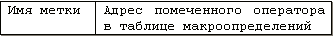 Имя метки
Адрес помеченного оператора
в таблице макроопределений